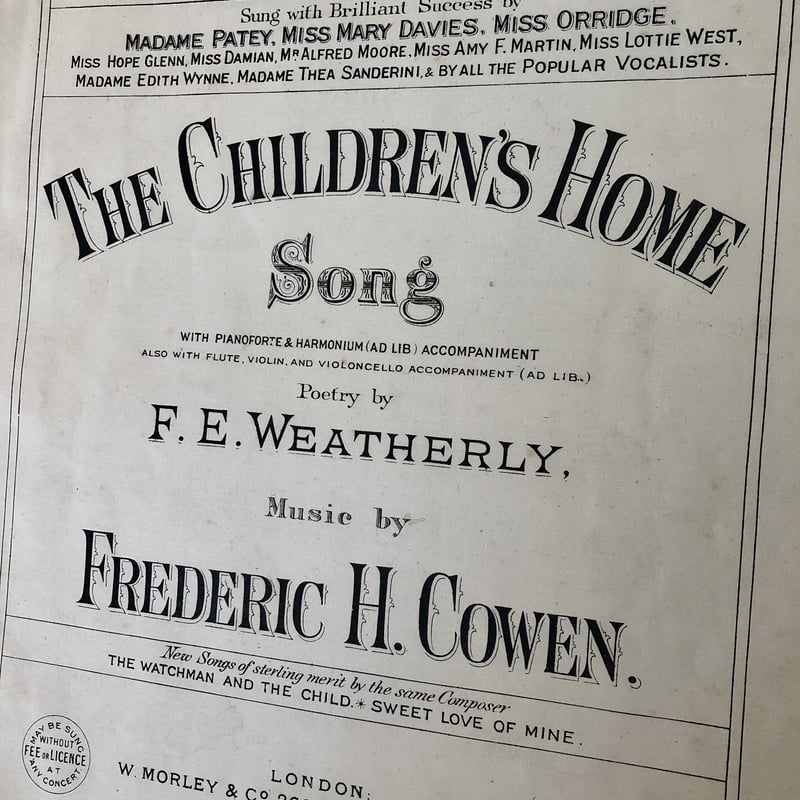 Sung with Brilliant Success by
MADAME PATEY, MISS MARY DAVIES, MISS ORRIDGE,
MISS HOPE GLENN, MISS DAMIAN, MR ALFRED MOORE, MISS AMY F. MARTIN, MISS LOTTIE WEST,
MADAME EDITH WYNNE, MADAME THEA SANDERINI, & BY ALL THE POPULAR VOCALISTS.
THE CHILDREN'S HOME
Song
WITH PIANOFORTE & HARMONIUM (AD LIB) ACCOMPANIMENT
ALSO WITH FLUTE, VIOLIN, AND VIOLONCELLO ACCOMPANIMENT (AD LIB.)
Poetry by
F. E. WEATHERLY,
Music by
FREDERIC H. COWEN.
New Songs of sterling merit by the same Composer
THE WATCHMAN AND THE CHILD.* SWEET LOVE OF MINE.
MAY BE SUNG
WITHOUT
FEE OR LICENCE
AT
ANY CONCERT.
LONDON:
W. MORLEY & Co